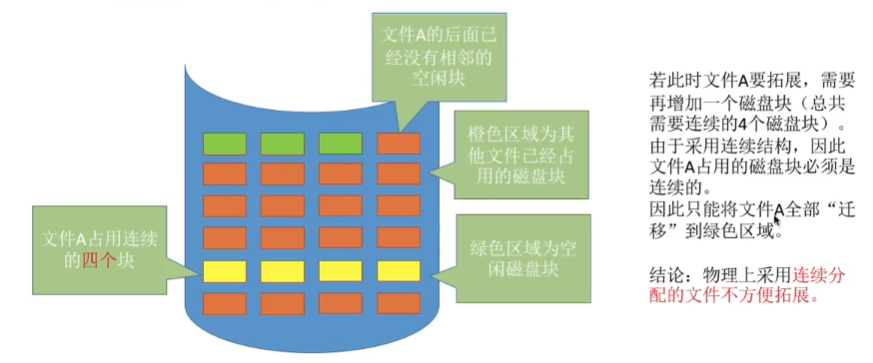 文件A的后面已
经没有相邻的
空闲块
橙色区域为其
他文件已经占
用的磁盘块
文件A占用连续
的四个块
绿色区域为空
闲磁盘块
若此时文件A要拓展，需要
再增加一个磁盘块（总共
需要连续的4个磁盘块）。
由于采用连续结构，因此
文件A占用的磁盘块必须是
连续的。
因此只能将文件A全部“迁
移”到绿色区域。
结论：物理上采用连续分
配的文件不方便拓展。